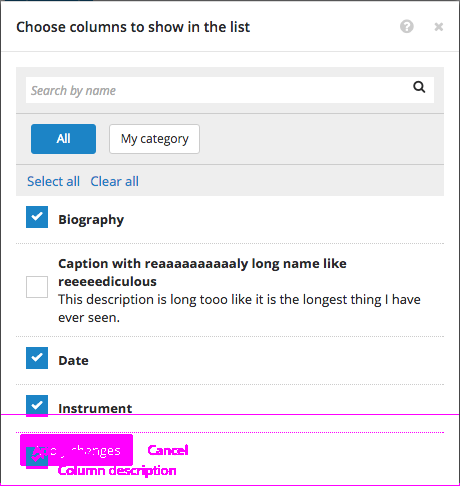 Choose columns to show in the list
Search by name
All
My category
Select all Clear all
Biography
Caption with reaaaaaaaaaaly long name like
reeeeediculous
This description is long tooo like it is the longest thing I have
ever seen.
Date
Instrument
changes Cancel
Column description